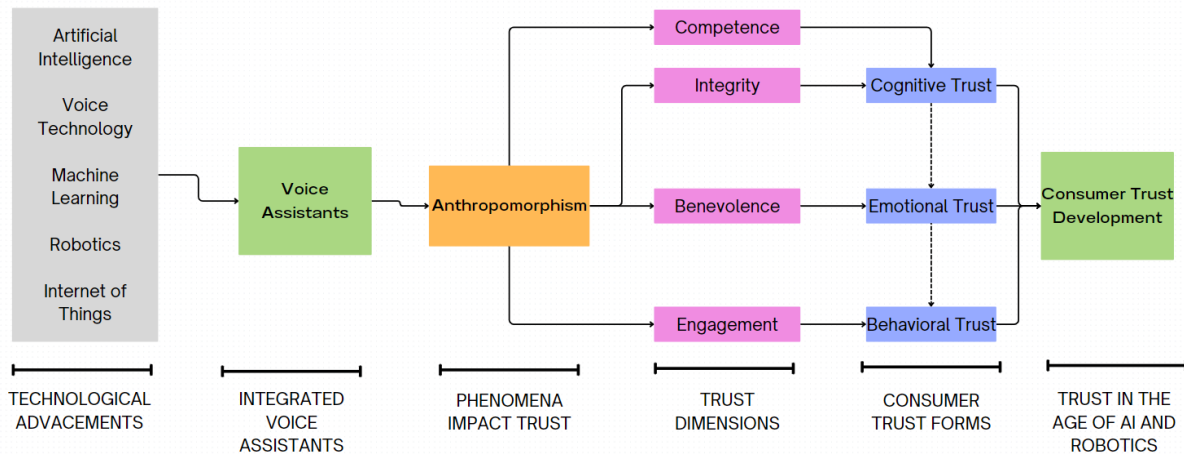 Artificial
Intelligence
Voice
Technology
Machine
Learning
Robotics
Internet of
Things
Voice
Assistants
Anthropomorphism
Competence
Integrity
Benevolence
Engagement
Cognitive Trust
Emotional Trust
Behavioral Trust
Consumer Trust
Development
TECHNOLOGICAL
ADVACEMENTS
INTEGRATED
VOICE
ASSISTANTS
PHENOMENA
IMPACT TRUST
TRUST
DIMENSIONS
CONSUMER
TRUST FORMS
TRUST IN THE
AGE OF AI AND
ROBOTICS